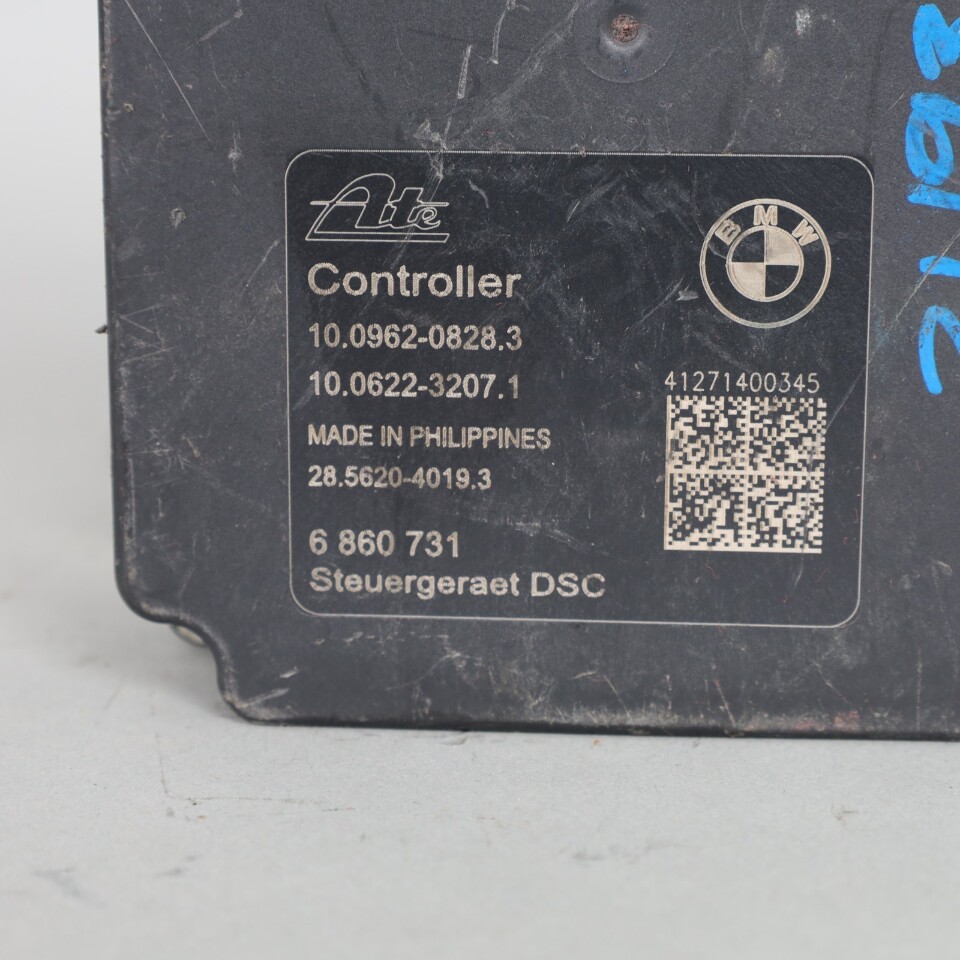 Ate
BMW
Controller
10.0962-0828.3
10.0622-3207.1
41271400345
MADE IN PHILIPPINES
28.5620-4019.3
6 860 731
Steuergeraet DSC